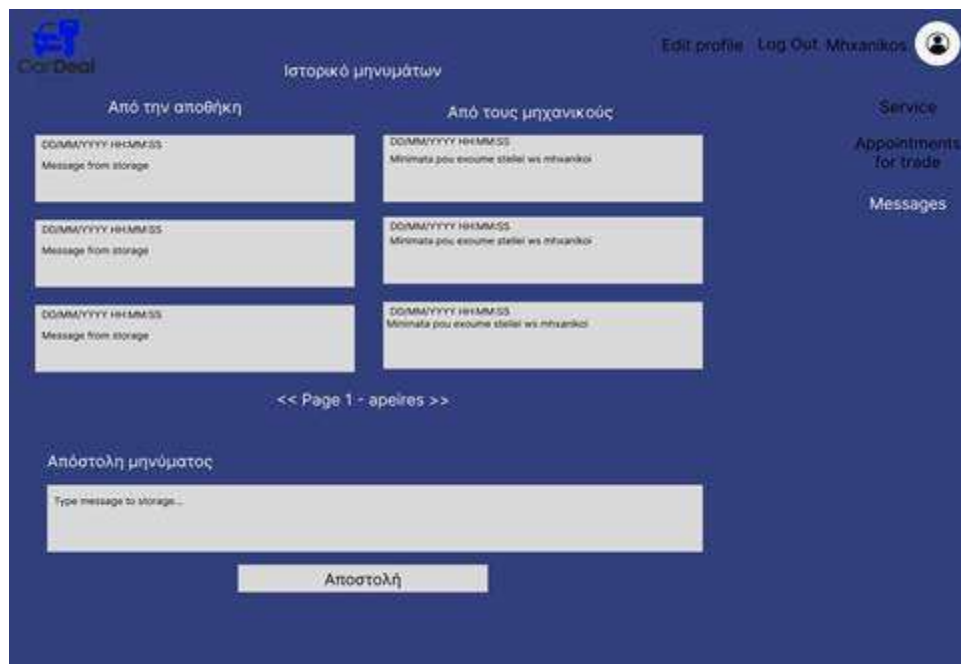 CarDeal
Edit profile Log Out Mhxanikos
Ιστορικό μηνυμάτων
Από την αποθήκη
Από τους μηχανικούς
Service
Appointments
for trade
Messages
DD/MM/YYYY HH:MM:SS
Message from storage
DD/MM/YYYY HH:MM:SS
Minimata pou exoume steilei ws mhxanikoi
DD/MM/YYYY HH:MM:SS
Message from storage
DD/MM/YYYY HH:MM:SS
Minimata pou exoume steilei ws mhxanikoi
DD/MM/YYYY HH:MM:SS
Message from storage
DD/MM/YYYY HH:MM:SS
Minimata pou exoume steilei ws mhxanikoi
<< Page 1 - apeires >>
Απόστολη μηνύματος
Type message to storage...
Αποστολή